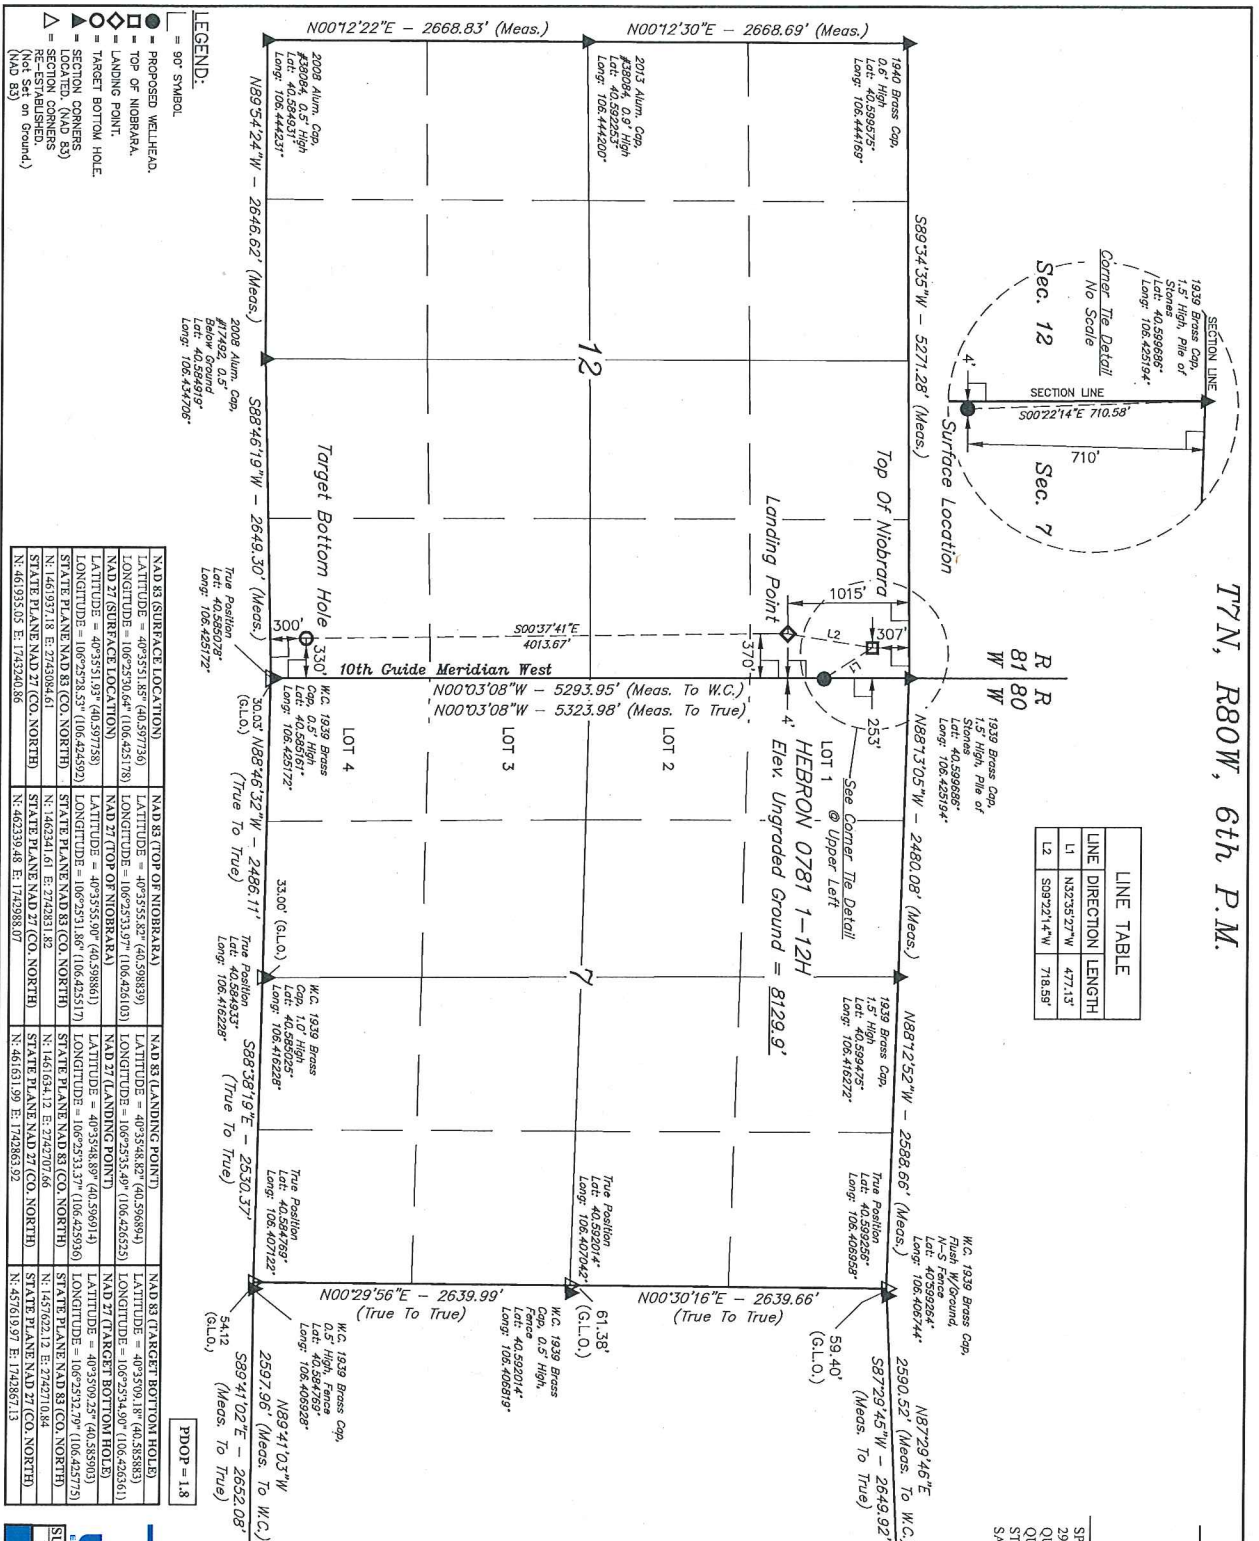 T7N, R80W, 6th P.M.
R R
81 80
W W
LINE TABLE
LINE DIRECTION LENGTH
L1 N32°35'27"W 477.13'
L2 S09°22'14"W 718.59'
SECTION LINE
1939 Brass Cap,
1.5' High, Pile of
Stones
Lat: 40.599686°
Long: 106.425194°
Corner Tie Detail
No Scale
Sec. 12
Sec. 7
SECTION LINE
S00°22'14"E 710.58'
710'
4'
Surface Location
1940 Brass Cap,
0.6' High
Lat: 40.599575°
Long: 106.444169°
S89°34'35"W - 5271.28' (Meas.)
N00°12'30"E - 2668.69' (Meas.)
2013 Alum. Cap,
#38084, 0.9' High
Lat: 40.592253°
Long: 106.444200°
N00°12'22"E - 2668.83' (Meas.)
2008 Alum. Cap,
#38084, 0.5' High
Lat: 40.584931°
Long: 106.444231°
N89°54'24"W - 2646.62' (Meas.)
2008 Alum. Cap,
#17492, 0.5'
Below Ground
Lat: 40.584919°
Long: 106.434706°
S88°46'19"W - 2649.30' (Meas.)
12
Top Of Niobrara
Landing Point
Target Bottom Hole
1015'
307'
L2
L1
253'
370'
4'
S00°37'41"E
4013.67'
300'
330'
10th Guide Meridian West
N00°03'08"W - 5293.95' (Meas. To W.C.)
N00°03'08"W - 5323.98' (Meas. To True)
1939 Brass Cap,
1.5' High, Pile of
Stones
Lat: 40.599686°
Long: 106.425194°
N88°13'05"W - 2480.08' (Meas.)
See Corner Tie Detail
@ Upper Left
LOT 1
HEBRON 0781 1-12H
Elev. Ungraded Ground = 8129.9'
LOT 2
LOT 3
LOT 4
7
True Position
Lat: 40.585078°
Long: 106.425172°
W.C. 1939 Brass
Cap, 0.5' High
Lat: 40.585161°
Long: 106.425172°
30.03'
(G.L.O.)
N88°46'32"W - 2486.11'
(True To True)
33.00' (G.L.O.)
W.C. 1939 Brass
Cap, 1.0' High
Lat: 40.585025°
Long: 106.416228°
True Position
Lat: 40.584933°
Long: 106.416228°
S88°38'19"E - 2530.37'
(True To True)
1939 Brass Cap,
1.5' High
Lat: 40.599475°
Long: 106.416272°
N88°12'52"W - 2588.66' (Meas.)
True Position
Lat: 40.599256°
Long: 106.406958°
W.C. 1939 Brass Cap,
Flush W/Ground,
N-S Fence
Lat: 40599264°
Long: 106.406744°
59.40'
(G.L.O.)
N00°30'16"E - 2639.66'
(True To True)
N87°29'46"E
2590.52' (Meas. To W.C.)
S87°29'45"W - 2649.92'
(Meas. To True)
True Position
Lat: 40.592014°
Long: 106.407042°
61.38'
(G.L.O.)
W.C. 1939 Brass
Cap, 0.5' High,
Fence
Lat: 40.592014°
Long: 106.406819°
N00°29'56"E - 2639.99'
(True To True)
True Position
Lat: 40.584769°
Long: 106.407122°
W.C. 1939 Brass Cap,
0.5' High, Fence
Lat: 40.584769°
Long: 106.406928°
54.12
(G.L.O.)
N89°41'03"W
2597.96' (Meas. To W.C.)
S89°41'02"E - 2652.08'
(Meas. To True)
LEGEND:
= 90° SYMBOL
= PROPOSED WELLHEAD.
= TOP OF NIOBRARA.
= LANDING POINT.
= TARGET BOTTOM HOLE.
= SECTION CORNERS
LOCATED. (NAD 83)
= SECTION CORNERS
RE-ESTABLISHED.
(Not Set on Ground.)
(NAD 83)
PDOP = 1.8
NAD 83 (SURFACE LOCATION)
LATITUDE = 40°35'51.85" (40.597736)
LONGITUDE = 106°25'30.64" (106.425178)
NAD 27 (SURFACE LOCATION)
LATITUDE = 40°35'51.93" (40.597758)
LONGITUDE = 106°25'28.53" (106.424592)
STATE PLANE NAD 83 (CO. NORTH)
N: 1461937.18 E: 2743084.61
STATE PLANE NAD 27 (CO. NORTH)
N: 461935.05 E: 1743240.86
NAD 83 (TOP OF NIOBRARA)
LATITUDE = 40°35'55.82" (40.598839)
LONGITUDE = 106°25'33.97" (106.426103)
NAD 27 (TOP OF NIOBRARA)
LATITUDE = 40°35'55.90" (40.598861)
LONGITUDE = 106°25'31.86" (106.425517)
STATE PLANE NAD 83 (CO. NORTH)
N: 1462341.61 E: 2742831.82
STATE PLANE NAD 27 (CO. NORTH)
N: 462339.48 E: 1742988.07
NAD 83 (LANDING POINT)
LATITUDE = 40°35'48.82" (40.596894)
LONGITUDE = 106°25'35.49" (106.426525)
NAD 27 (LANDING POINT)
LATITUDE = 40°35'48.89" (40.596914)
LONGITUDE = 106°25'33.37" (106.425936)
STATE PLANE NAD 83 (CO. NORTH)
N: 1461634.12 E: 2742707.66
STATE PLANE NAD 27 (CO. NORTH)
N: 461631.99 E: 1742863.92
NAD 83 (TARGET BOTTOM HOLE)
LATITUDE = 40°35'09.18" (40.585883)
LONGITUDE = 106°25'34.90" (106.426361)
NAD 27 (TARGET BOTTOM HOLE)
LATITUDE = 40°35'09.25" (40.585903)
LONGITUDE = 106°25'32.79" (106.425775)
STATE PLANE NAD 83 (CO. NORTH)
N: 1457622.12 E: 2742710.84
STATE PLANE NAD 27 (CO. NORTH)
N: 457619.97 E: 1742867.13